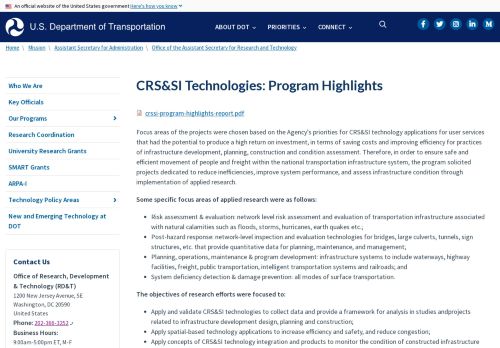 An official website of the United States government Here's how you know
U.S. Department of Transportation
ABOUT DOT
PRIORITIES
CONNECT
Home \ Mission \ Assistant Secretary for Administration \ Office of the Assistant Secretary for Research and Technology
Who We Are
Key Officials
Our Programs
Research Coordination
University Research Grants
SMART Grants
ARPA-I
Technology Policy Areas
New and Emerging Technology at DOT
Contact Us
Office of Research, Development & Technology (RD&T)
1200 New Jersey Avenue, SE
Washington, DC 20590
United States
Phone: 202-366-3252
Business Hours:
9:00am-5:00pm ET, M-F
CRS&SI Technologies: Program Highlights
crssi-program-highlights-report.pdf
Focus areas of the projects were chosen based on the Agency's priorities for CRS&SI technology applications for user services
that had the potential to produce a high return on investment, in terms of saving costs and improving efficiency for practices
of infrastructure development, planning, construction and condition assessment. Therefore, in order to ensure safe and
efficient movement of people and freight within the national transportation infrastructure system, the program solicited
projects dedicated to reduce inefficiencies, improve system performance, and assess infrastructure condition through
implementation of applied research.
Some specific focus areas of applied research were as follows:
• Risk assessment & evaluation: network level risk assessment and evaluation of transportation infrastructure associated
with natural calamities such as floods, storms, hurricanes, earth quakes etc.;
• Post-hazard response: network-level inspection and evaluation technologies for bridges, large culverts, tunnels, sign
structures, etc. that provide quantitative data for planning, maintenance, and management;
• Planning, operations, maintenance & program development: infrastructure systems to include waterways, highway
facilities, freight, public transportation, intelligent transportation systems and railroads; and
• System efficiency & construction defense: all modes of surface transportation.
The objectives of research efforts were focused to:
• Apply and validate CRS&SI technologies to collect data and provide a framework for analysis in studies andprojects
related to infrastructure development design, planning and construction;
• Apply spatial-based technology applications to increase efficiency and safety, and reduce congestion;
• Apply concepts of CRS&SI technology integration and products to monitor the condition of constructed infrastructure